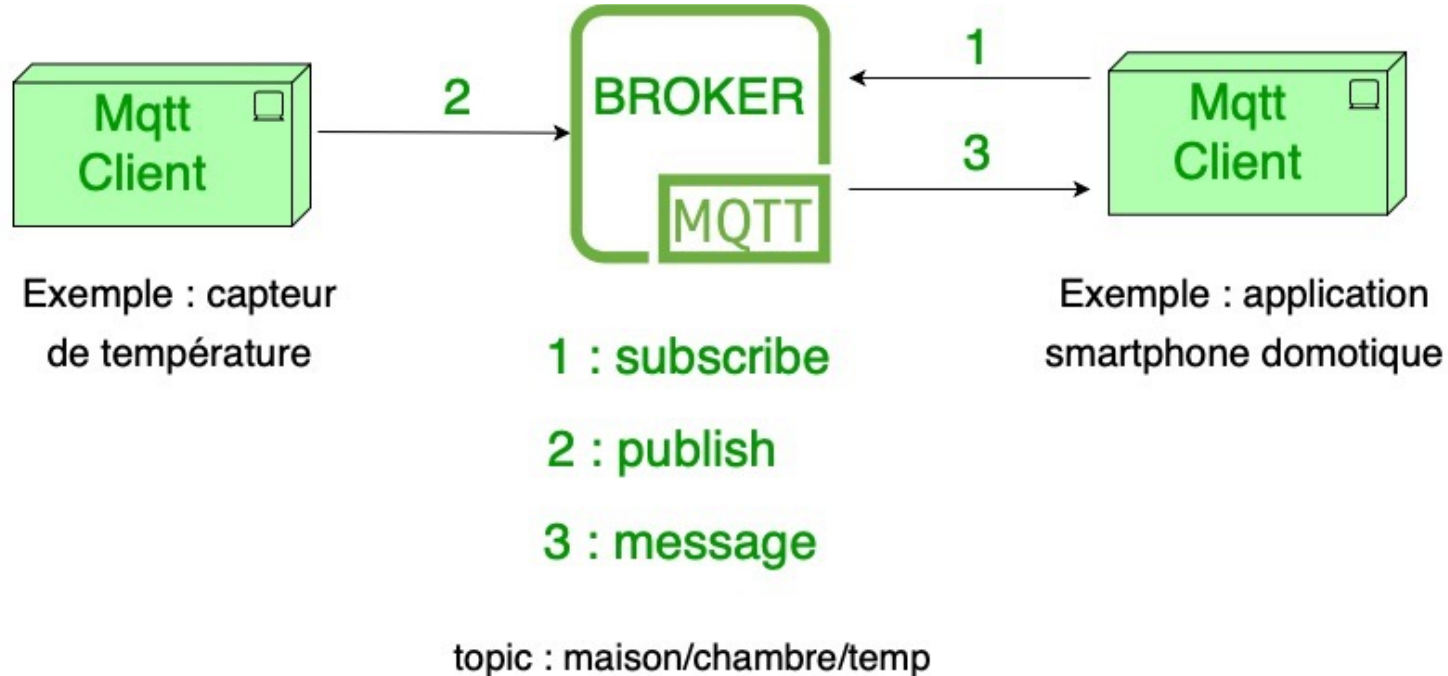 Mqtt
Client
2
BROKER
MQTT
1
3
Mqtt
Client
Exemple : capteur
de température
Exemple : application
smartphone domotique
1 : subscribe
2 : publish
3 : message
topic : maison/chambre/temp